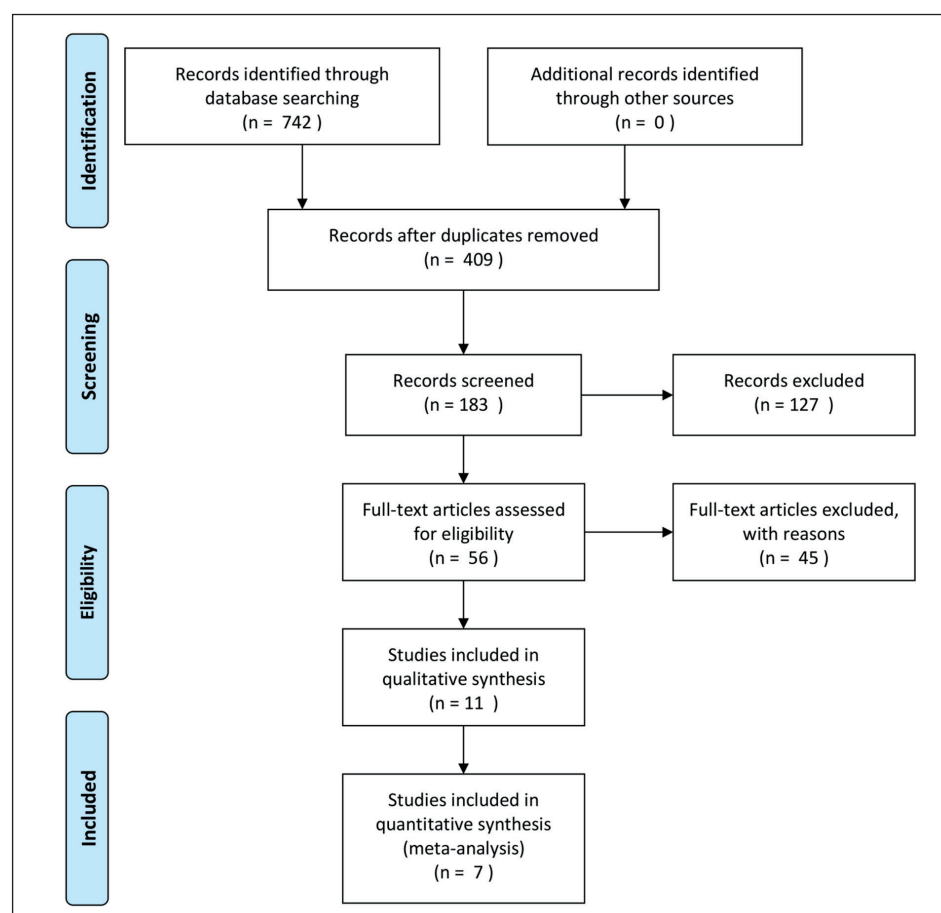 Identification
Records identified through
database searching
(n =  742 )
Additional records identified
through other sources
(n =  0 )
Records after duplicates removed
(n =  409 )
Screening
Records screened
(n = 183  )
Records excluded
(n = 127  )
Eligibility
Full-text articles assessed
for eligibility
(n =  56 )
Full-text articles excluded,
with reasons
(n =  45 )
Studies included in
qualitative synthesis
(n = 11  )
Included
Studies included in
quantitative synthesis
(meta-analysis)
(n =  7 )